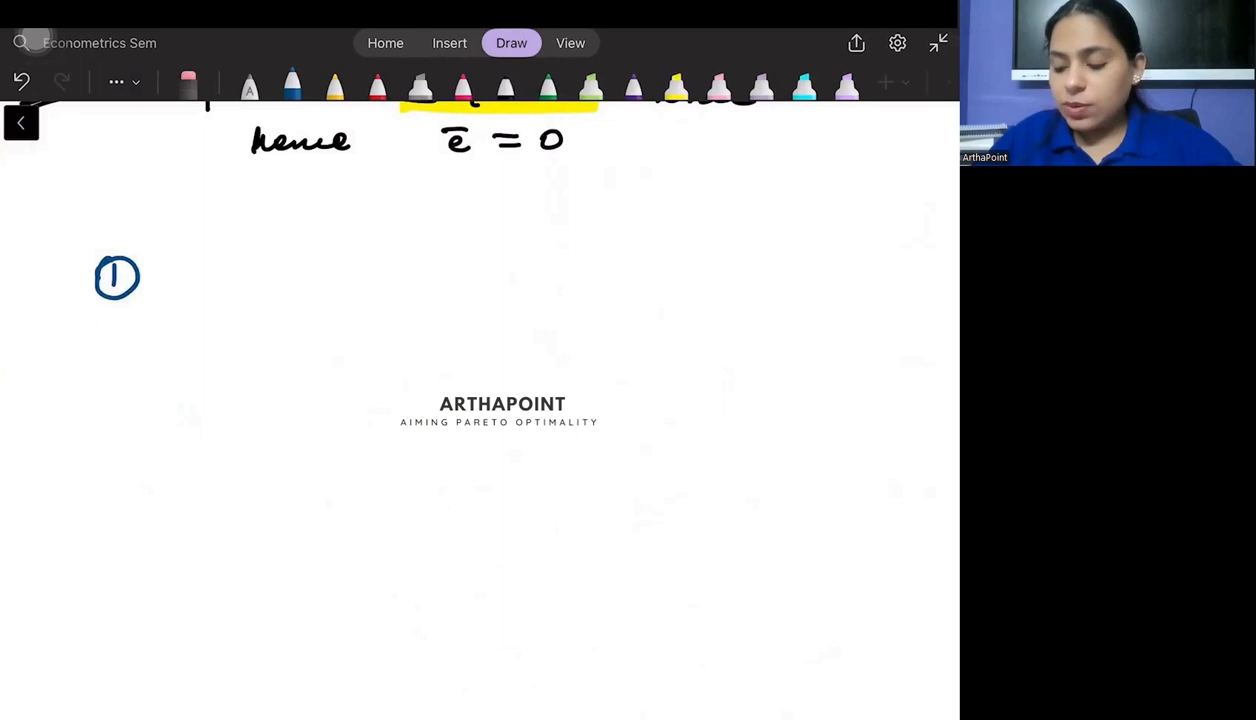 Econometrics Sem
Home Insert Draw View
A
hence e̅ = 0
①
ARTHAPOINT
AIMING PARETO OPTIMALITY
ArthaPoint